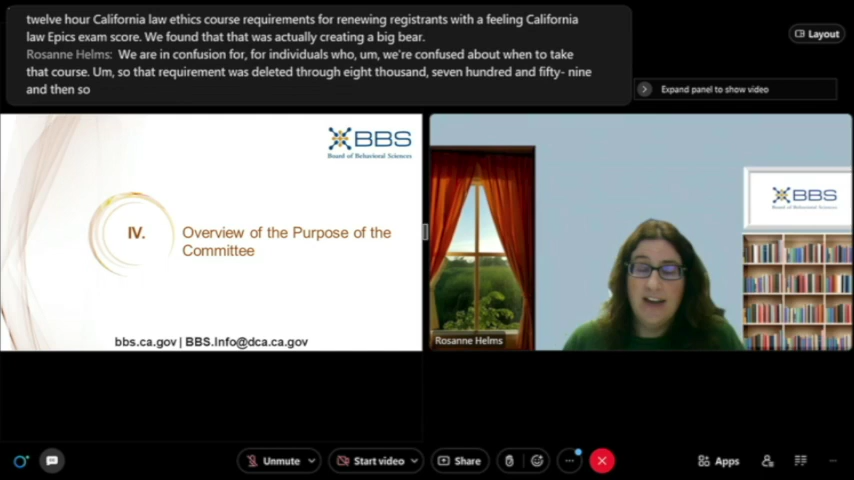 twelve hour California law ethics course requirements for renewing registrants with a feeling California
law Epics exam score. We found that that was actually creating a big bear.
Rosanne Helms: We are in confusion for, for individuals who, um, we're confused about when to take
that course. Um, so that requirement was deleted through eight thousand, seven hundred and fifty- nine
and then so
Layout
Expand panel to show video
BBS
Board of Behavioral Sciences
IV.
Overview of the Purpose of the
Committee
bbs.ca.gov | BBS.Info@dca.ca.gov
BBS
Board of Behavioral Sciences
Rosanne Helms
Unmute
Start video
Share
Apps